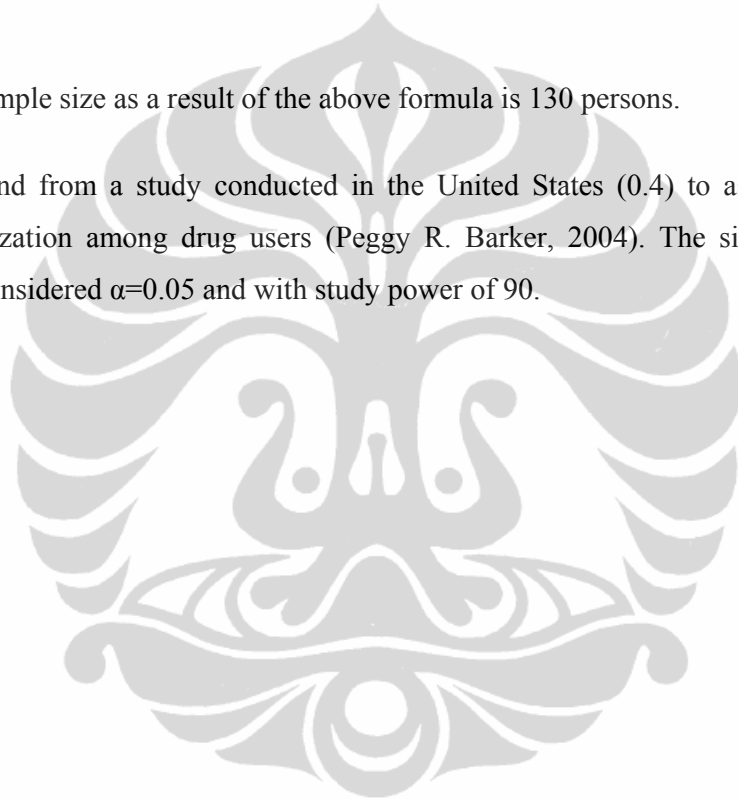 mple size as a result of the above formula is 130 persons.
nd from a study conducted in the United States (0.4) to a
zation among drug users (Peggy R. Barker, 2004). The si
nsidered α=0.05 and with study power of 90.